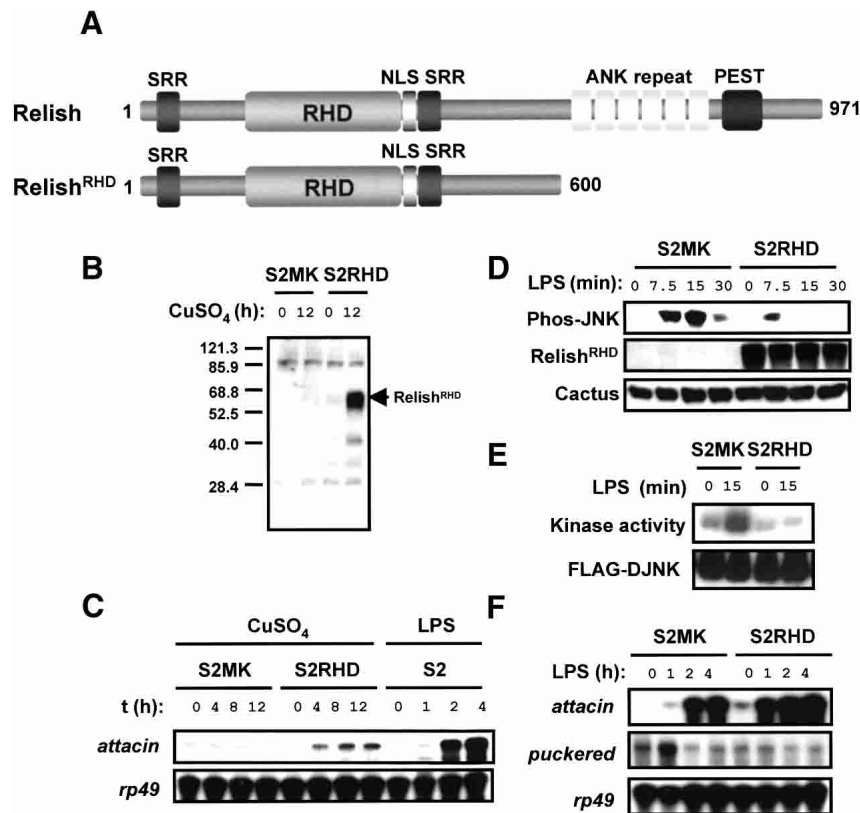 A
SRR NLS SRR ANK repeat PEST
Relish 1 RHD 971
SRR NLS SRR
Relish^RHD 1 RHD 600
B
S2MK S2RHD
CuSO₄ (h): 0 12 0 12
121.3
85.9
68.8
52.5
40.0
28.4
Relish^RHD
C
CuSO₄ LPS
S2MK S2RHD S2
t (h): 0 4 8 12 0 4 8 12 0 1 2 4
attacin
rp49
D
S2MK S2RHD
LPS (min): 0 7.5 15 30 0 7.5 15 30
Phos-JNK
Relish^RHD
Cactus
E
S2MK S2RHD
LPS (min) 0 15 0 15
Kinase activity
FLAG-DJNK
F
S2MK S2RHD
LPS (h): 0 1 2 4 0 1 2 4
attacin
puckered
rp49